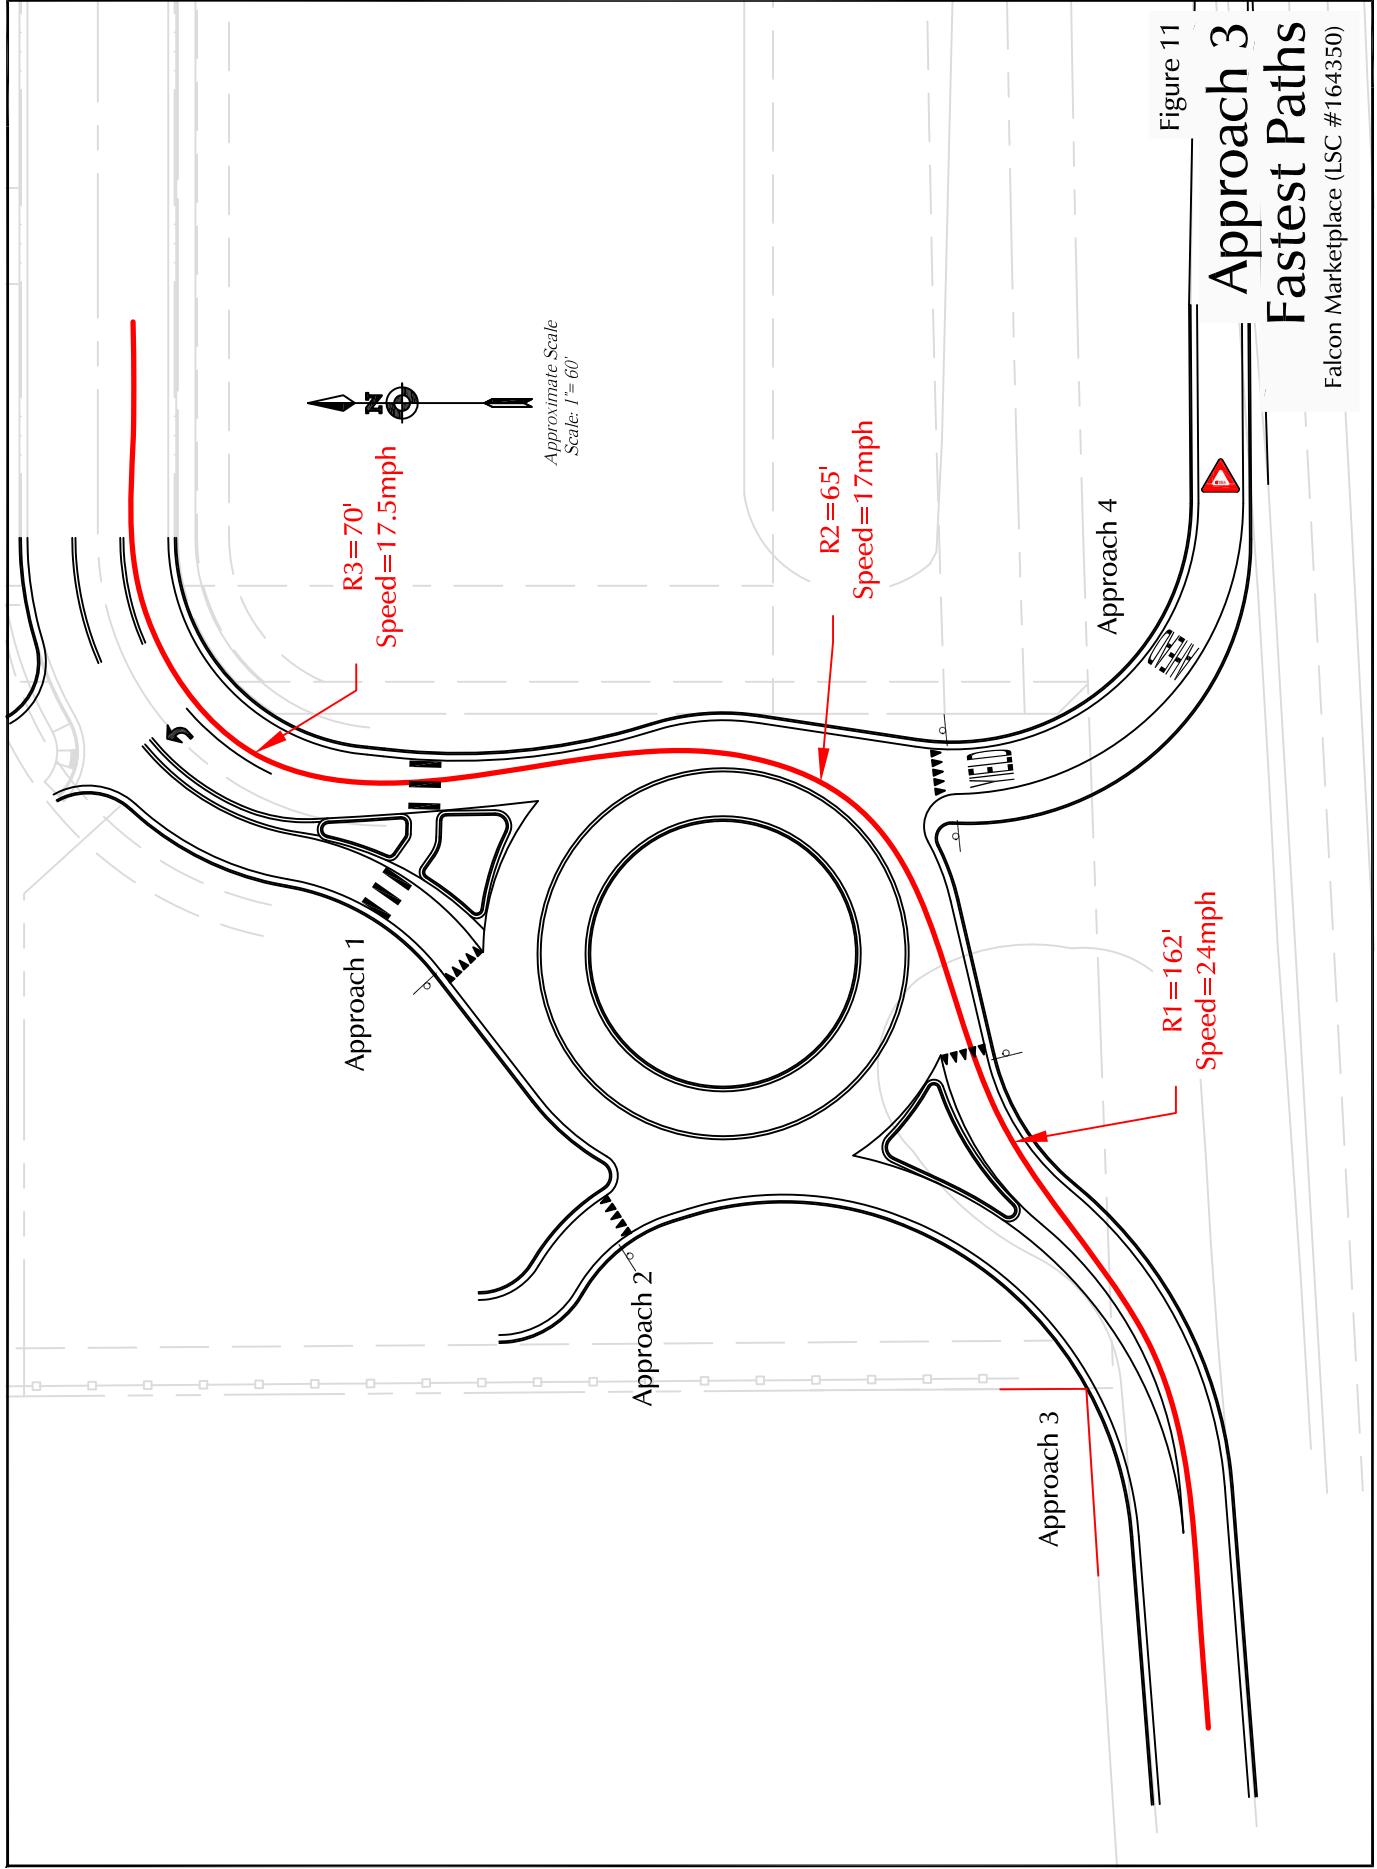 Figure 11
Approach 3
Fastest Paths
Falcon Marketplace (LSC #164350)
N
Approximate Scale
Scale: 1"= 60'
R3=70'
Speed=17.5mph
R2=65'
Speed=17mph
R1=162'
Speed=24mph
Approach 1
Approach 2
Approach 3
Approach 4
YIELD